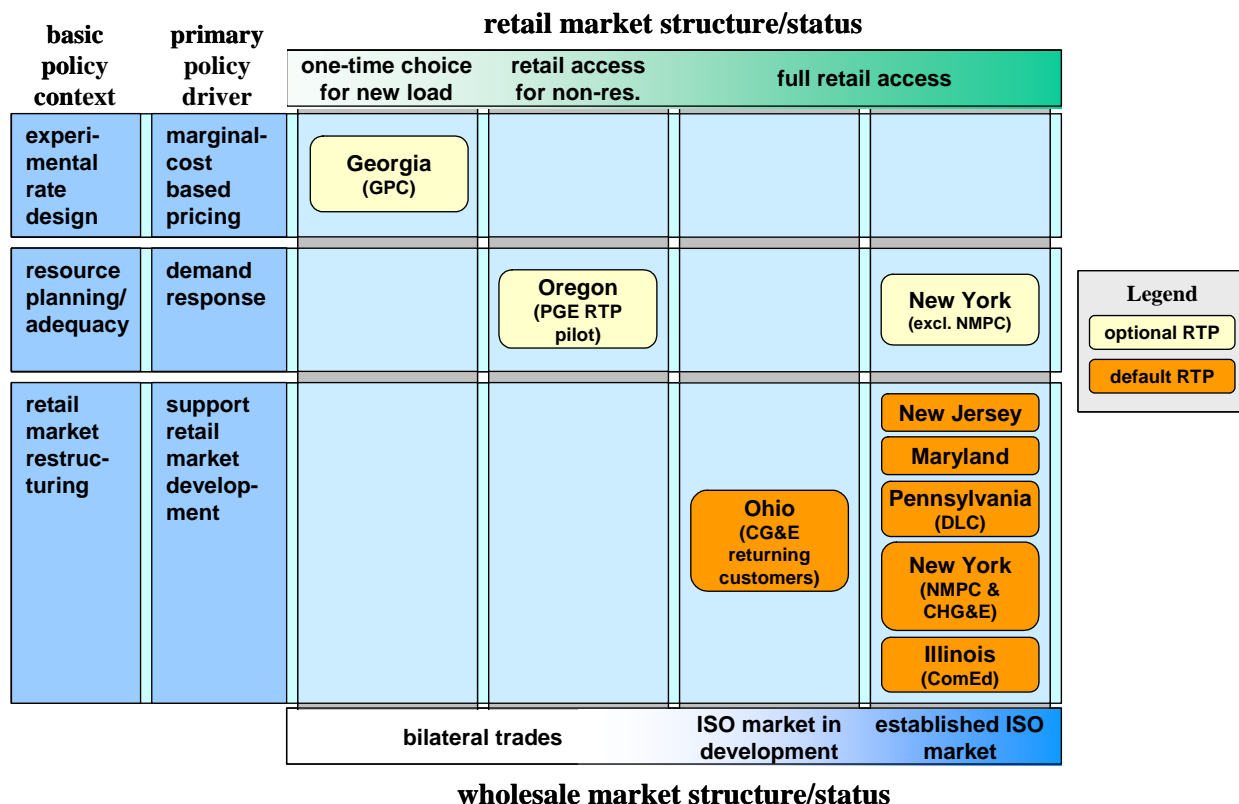 retail market structure/status
basic
policy
context
primary
policy
driver
one-time choice
for new load
retail access
for non-res.
full retail access
experi-
mental
rate
design
marginal-
cost
based
pricing
Georgia
(GPC)
resource
planning/
adequacy
demand
response
Oregon
(PGE RTP
pilot)
New York
(excl. NMPC)
Legend
optional RTP
default RTP
retail
market
restruc-
turing
support
retail
market
develop-
ment
Ohio
(CG&E
returning
customers)
New Jersey
Maryland
Pennsylvania
(DLC)
New York
(NMPC &
CHG&E)
Illinois
(ComEd)
bilateral trades
ISO market in
development
established ISO
market
wholesale market structure/status